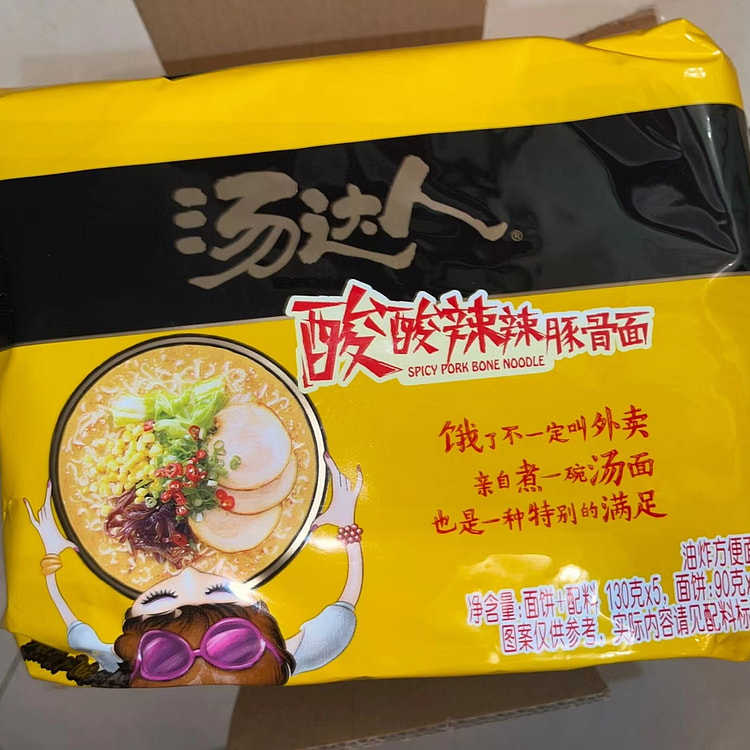 汤达人®
酸酸辣辣豚骨面
SPICY PORK BONE NOODLE
饿了不一定叫外卖
亲自煮一碗汤面
也是一种特别的满足
油炸方便面
净含量:面饼+配料 130克x5, 面饼:90克
图案仅供参考, 实际内容请见配料标